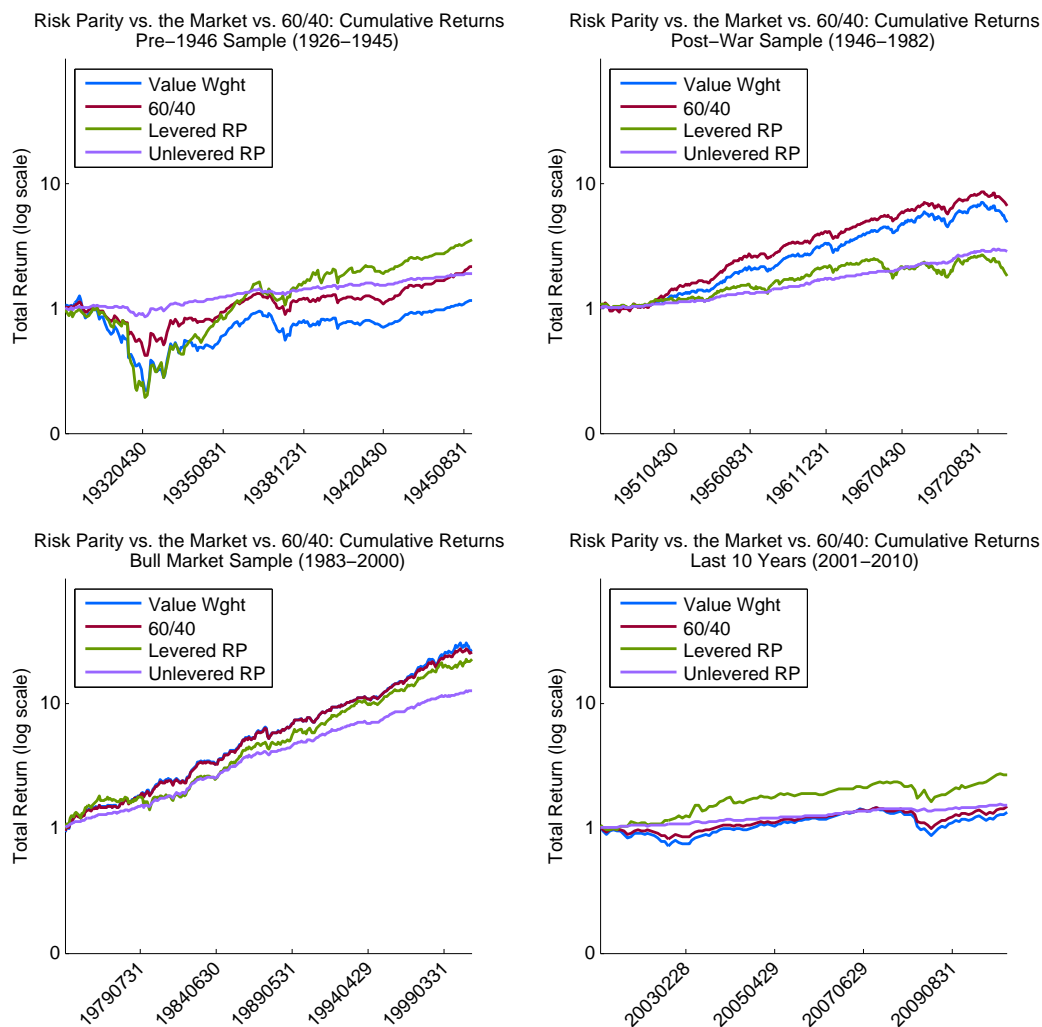 Risk Parity vs. the Market vs. 60/40: Cumulative Returns
Pre−1946 Sample (1926−1945)
Value Wght
60/40
Levered RP
Unlevered RP
Total Return (log scale)
10
1
0
19320430
19350831
19381231
19420430
19450831
Risk Parity vs. the Market vs. 60/40: Cumulative Returns
Post−War Sample (1946−1982)
Value Wght
60/40
Levered RP
Unlevered RP
Total Return (log scale)
10
1
0
19510430
19560831
19611231
19670430
19720831
Risk Parity vs. the Market vs. 60/40: Cumulative Returns
Bull Market Sample (1983−2000)
Value Wght
60/40
Levered RP
Unlevered RP
Total Return (log scale)
10
1
0
19790731
19840630
19890531
19940429
19990331
Risk Parity vs. the Market vs. 60/40: Cumulative Returns
Last 10 Years (2001−2010)
Value Wght
60/40
Levered RP
Unlevered RP
Total Return (log scale)
10
1
0
20030228
20050429
20070629
20090831